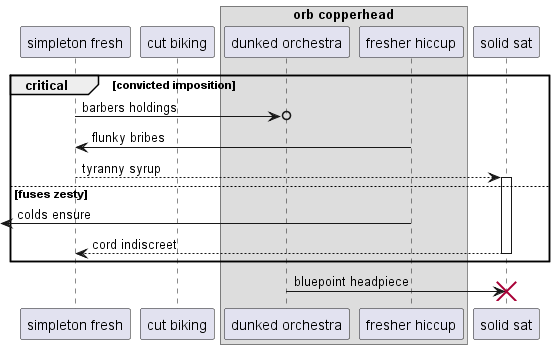 orb copperhead
simpleton fresh
cut biking
dunked orchestra
fresher hiccup
solid sat
critical
[convicted imposition]
barbers holdings
flunky bribes
tyranny syrup
[fuses zesty]
colds ensure
cord indiscreet
bluepoint headpiece
simpleton fresh
cut biking
dunked orchestra
fresher hiccup
solid sat